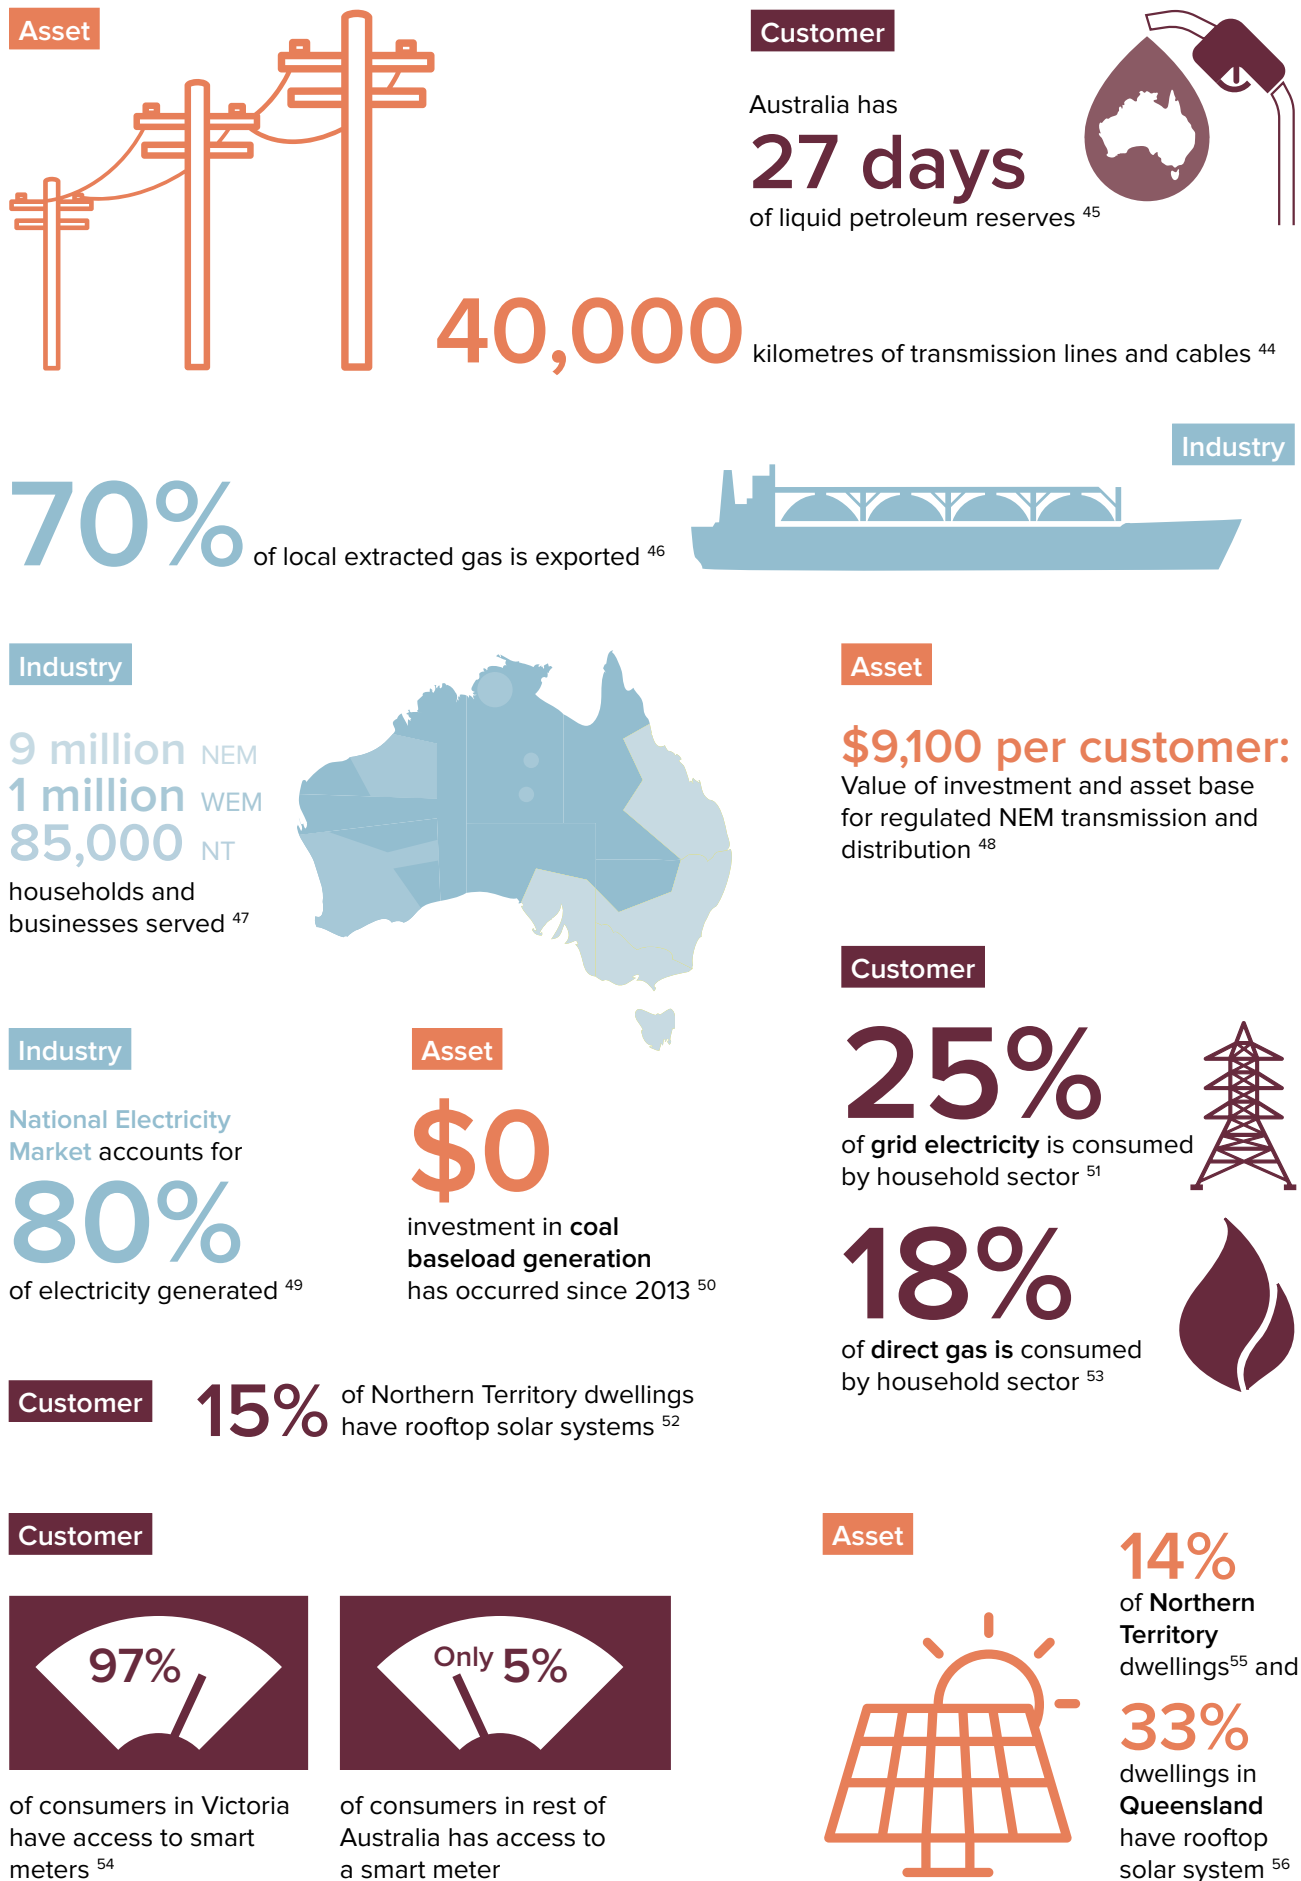 Asset
Customer
Australia has
27 days
of liquid petroleum reserves 45
40,000 kilometres of transmission lines and cables 44
Industry
70% of local extracted gas is exported 46
Industry
9 million NEM
1 million WEM
85,000 NT
households and
businesses served 47
Asset
$9,100 per customer:
Value of investment and asset base
for regulated NEM transmission and
distribution 48
Industry
National Electricity
Market accounts for
80%
of electricity generated 49
Asset
$0
investment in coal
baseload generation
has occurred since 2013 50
Customer
25%
of grid electricity is consumed
by household sector 51
18%
of direct gas is consumed
by household sector 53
Customer
15%
of Northern Territory dwellings
have rooftop solar systems 52
Customer
97%
of consumers in Victoria
have access to smart
meters 54
Only 5%
of consumers in rest of
Australia has access to
a smart meter
Asset
14%
of Northern
Territory
dwellings55 and
33%
dwellings in
Queensland
have rooftop
solar system 56